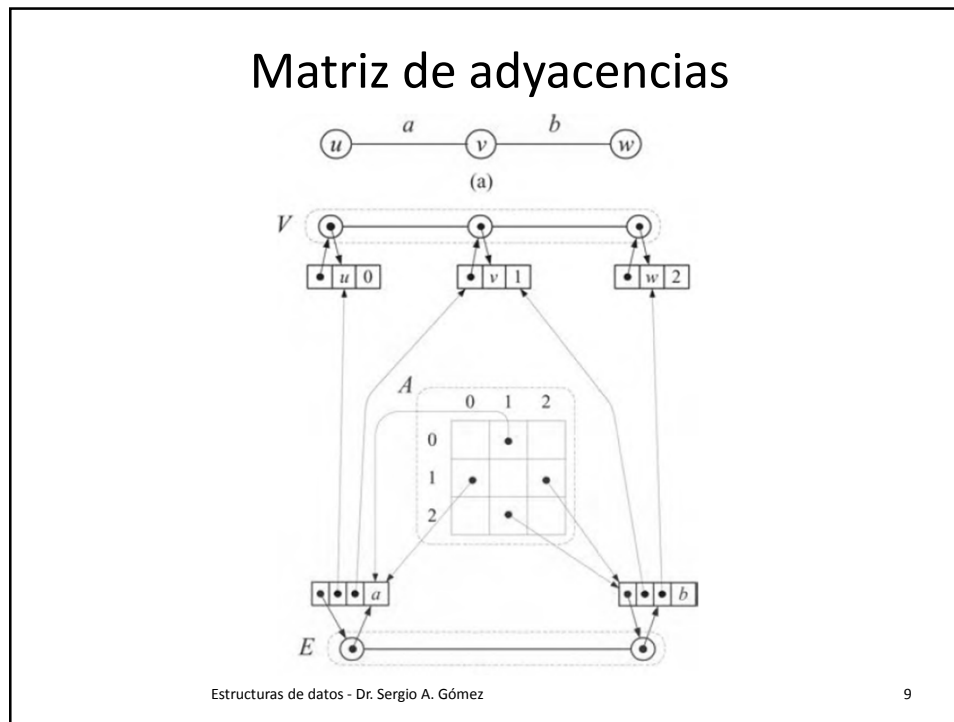 Matriz de adyacencias
a b
u v w
(a)
V
u 0 v 1 w 2
A
0 1 2
0
1
2
a b
E
Estructuras de datos - Dr. Sergio A. Gómez 9